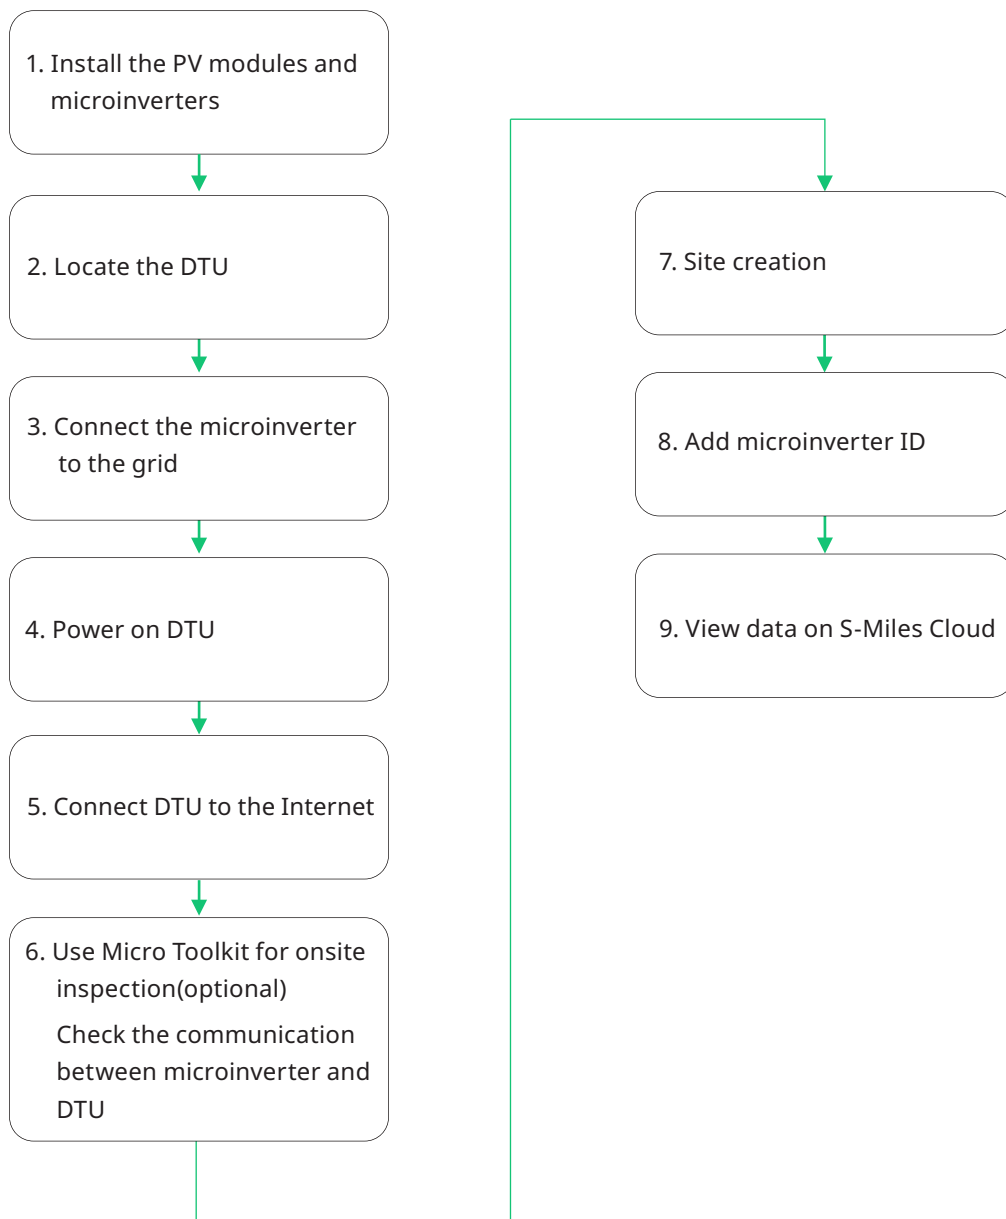 1. Install the PV modules and
microinverters
2. Locate the DTU
3. Connect the microinverter
to the grid
4. Power on DTU
5. Connect DTU to the Internet
6. Use Micro Toolkit for onsite
inspection(optional)
Check the communication
between microinverter and
DTU
7. Site creation
8. Add microinverter ID
9. View data on S-Miles Cloud